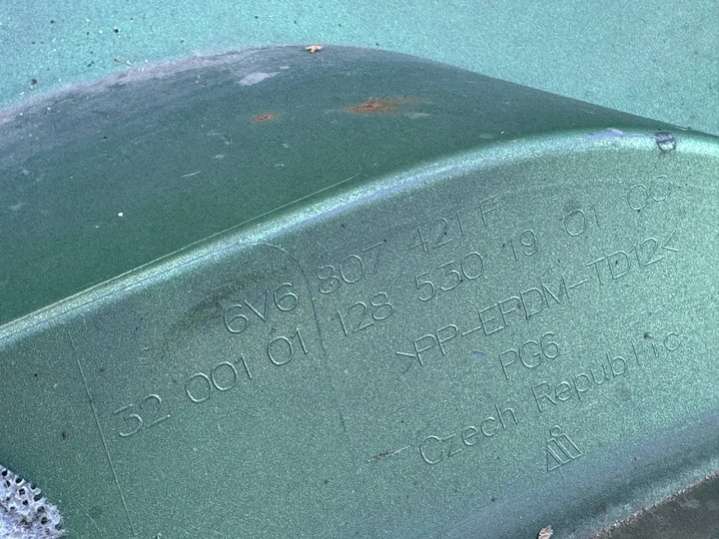 6V6 807 421 F
32 001 01 128 530 19 01 00
>PP-EPDM-TD12<
PG6
Czech Republic